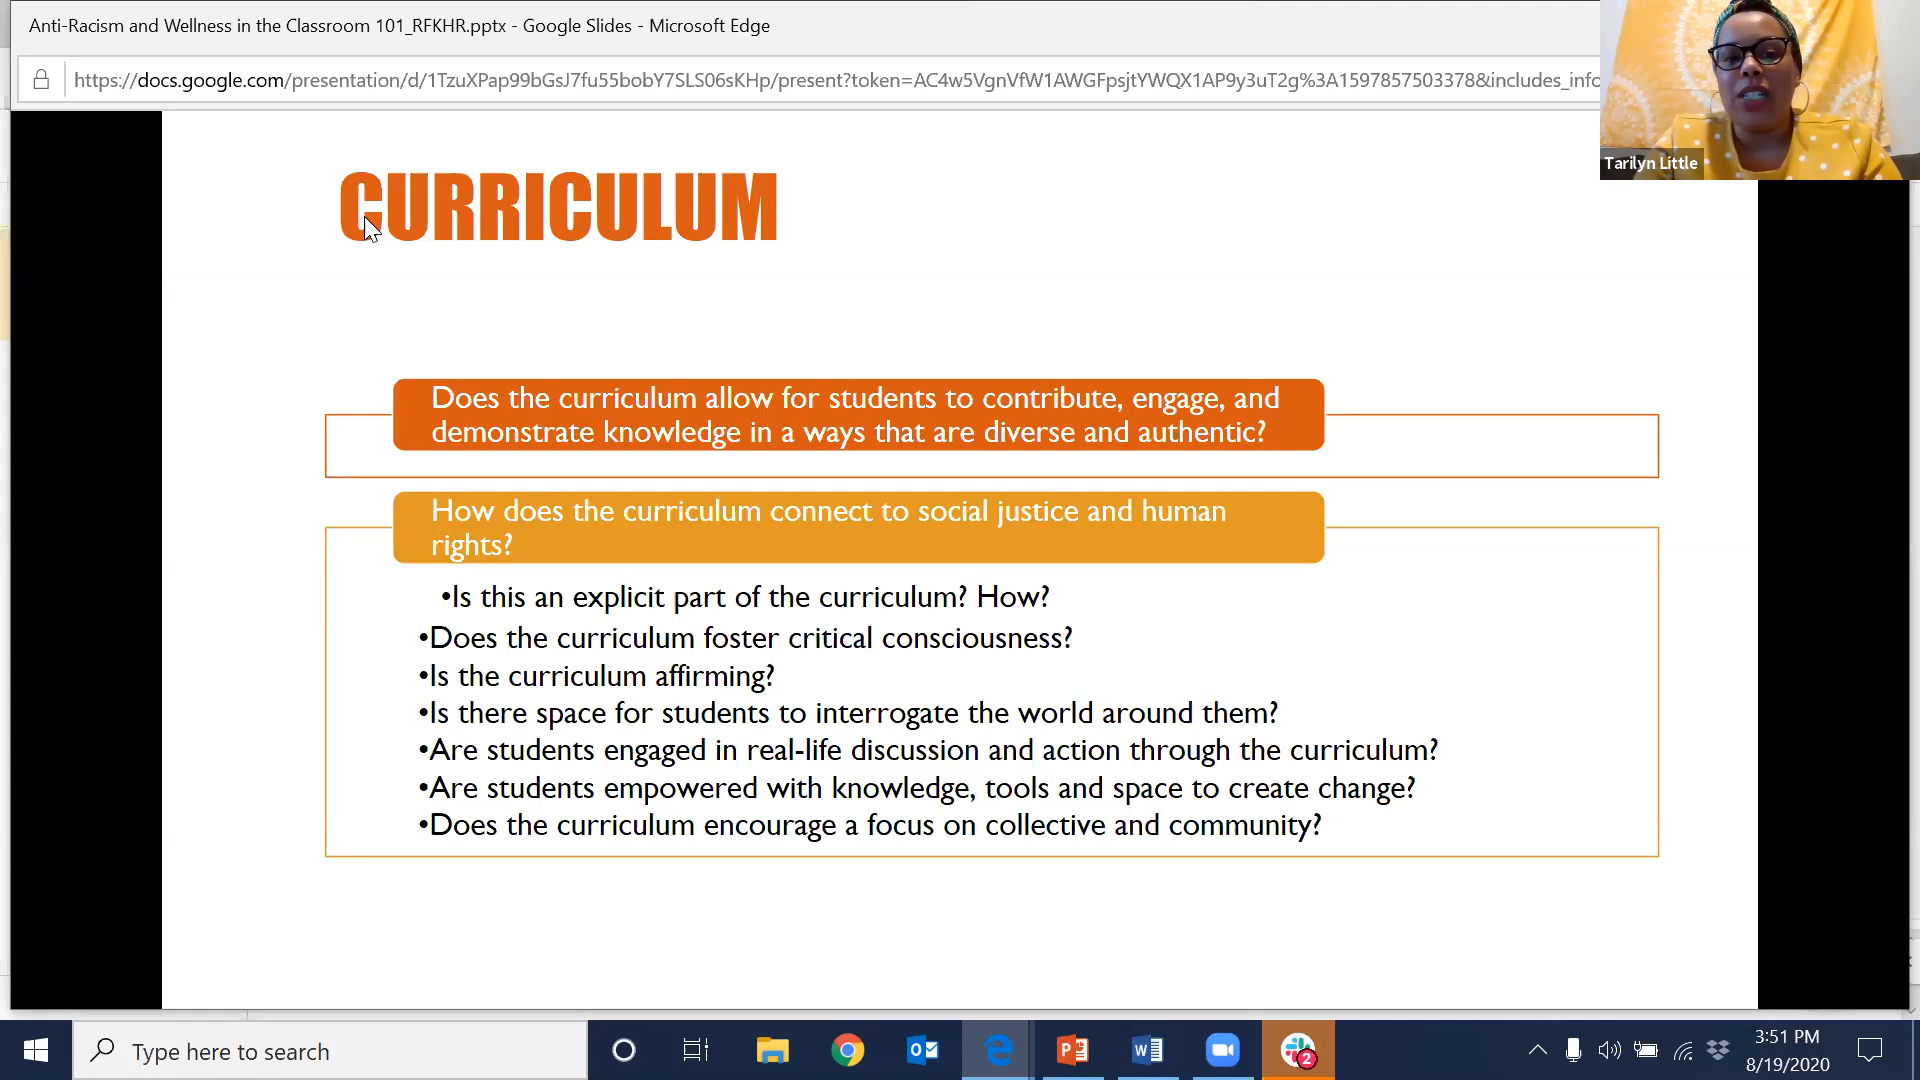 Anti-Racism and Wellness in the Classroom 101_RFKHR.pptx - Google Slides - Microsoft Edge
https://docs.google.com/presentation/d/1TzuXPap99bGsJ7fu55bobY7SLS06sKHp/present?token=AC4w5VgnVfW1AWGFpsjtYWQX1AP9y3uT2g%3A1597857503378&includes_info
Tarilyn Little
CURRICULUM
Does the curriculum allow for students to contribute, engage, and
demonstrate knowledge in a ways that are diverse and authentic?
How does the curriculum connect to social justice and human
rights?
•Is this an explicit part of the curriculum? How?
•Does the curriculum foster critical consciousness?
•Is the curriculum affirming?
•Is there space for students to interrogate the world around them?
•Are students engaged in real-life discussion and action through the curriculum?
•Are students empowered with knowledge, tools and space to create change?
•Does the curriculum encourage a focus on collective and community?
Type here to search
2
3:51 PM
8/19/2020